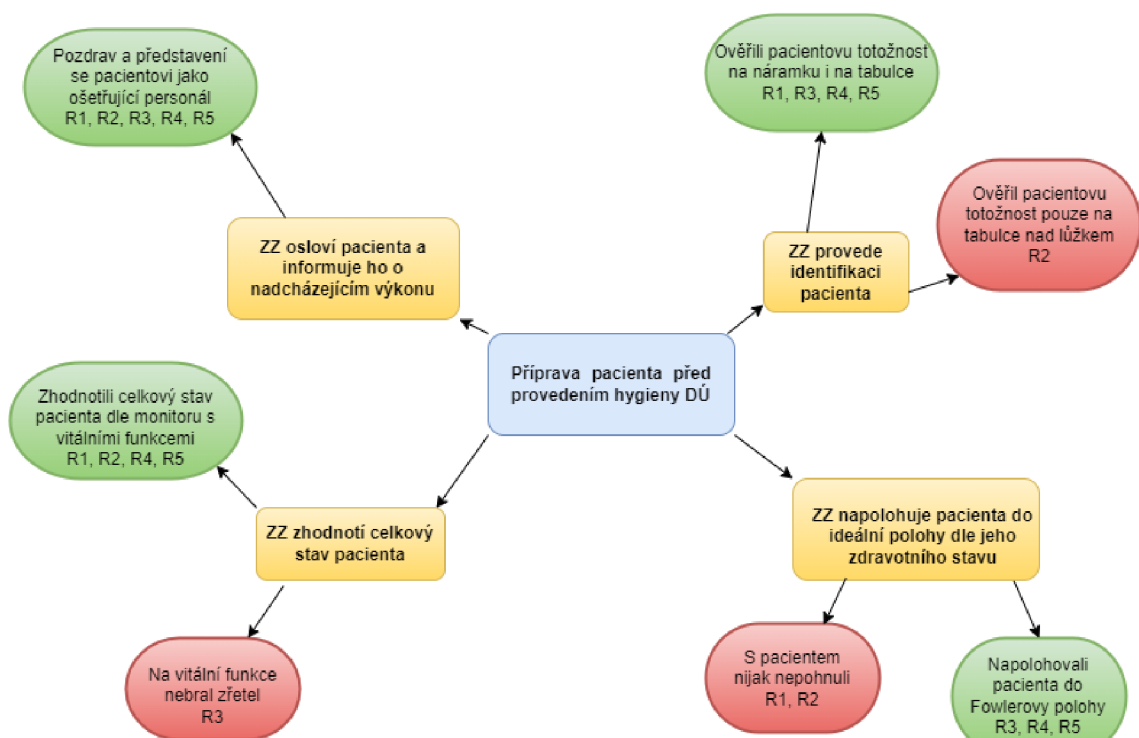 Pozdrav a představení
se pacientovi jako
ošetřující personál
R1, R2, R3, R4, R5
Ověřili pacientovu totožnost
na náramku i na tabulce
R1, R3, R4, R5
Ověřil pacientovu
totožnost pouze na
tabulce nad lůžkem
R2
ZZ osloví pacienta a
informuje ho o
nadcházejícím výkonu
ZZ provede
identifikaci
pacienta
Příprava pacienta před
provedením hygieny DÚ
Zhodnotili celkový stav
pacienta dle monitoru s
vitálními funkcemi
R1, R2, R4, R5
ZZ zhodnotí celkový
stav pacienta
ZZ napolohuje pacienta do
ideální polohy dle jeho
zdravotního stavu
Na vitální funkce
nebral zřetel
R3
S pacientem
nijak nepohnuli
R1, R2
Napolohovali
pacienta do
Fowlerovy polohy
R3, R4, R5